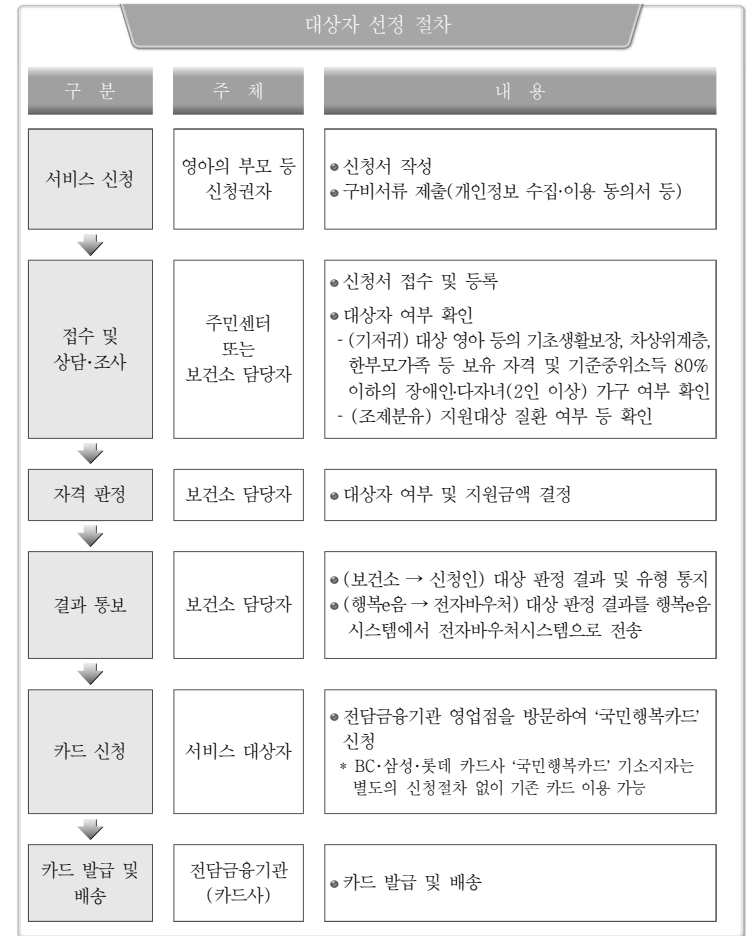 대상자 선정 절차
구 분
주 체
내 용
서비스 신청
영아의 부모 등
신청권자
● 신청서 작성
● 구비서류 제출(개인정보 수집·이용 동의서 등)
접수 및
상담·조사
주민센터
또는
보건소 담당자
● 신청서 접수 및 등록
● 대상자 여부 확인
- (기저귀) 대상 영아 등의 기초생활보장, 차상위계층,
한부모가족 등 보유 자격 및 기준중위소득 80%
이하의 장애인·다자녀(2인 이상) 가구 여부 확인
- (조제분유) 지원대상 질환 여부 등 확인
자격 판정
보건소 담당자
● 대상자 여부 및 지원금액 결정
결과 통보
보건소 담당자
● (보건소 → 신청인) 대상 판정 결과 및 유형 통지
● (행복e음 → 전자바우처) 대상 판정 결과를 행복e음
시스템에서 전자바우처시스템으로 전송
카드 신청
서비스 대상자
● 전담금융기관 영업점을 방문하여 ‘국민행복카드’
신청
* BC·삼성·롯데 카드사 ‘국민행복카드’ 기소지자는
별도의 신청절차 없이 기존 카드 이용 가능
카드 발급 및
배송
전담금융기관
(카드사)
● 카드 발급 및 배송